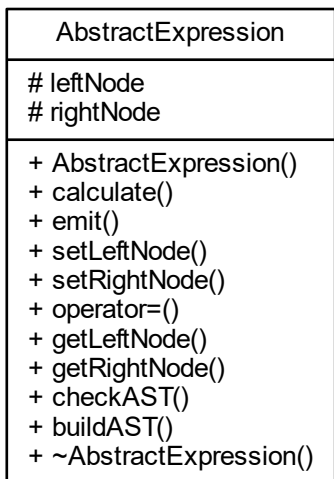 AbstractExpression
# leftNode
# rightNode
+ AbstractExpression()
+ calculate()
+ emit()
+ setLeftNode()
+ setRightNode()
+ operator=()
+ getLeftNode()
+ getRightNode()
+ checkAST()
+ buildAST()
+ ~AbstractExpression()